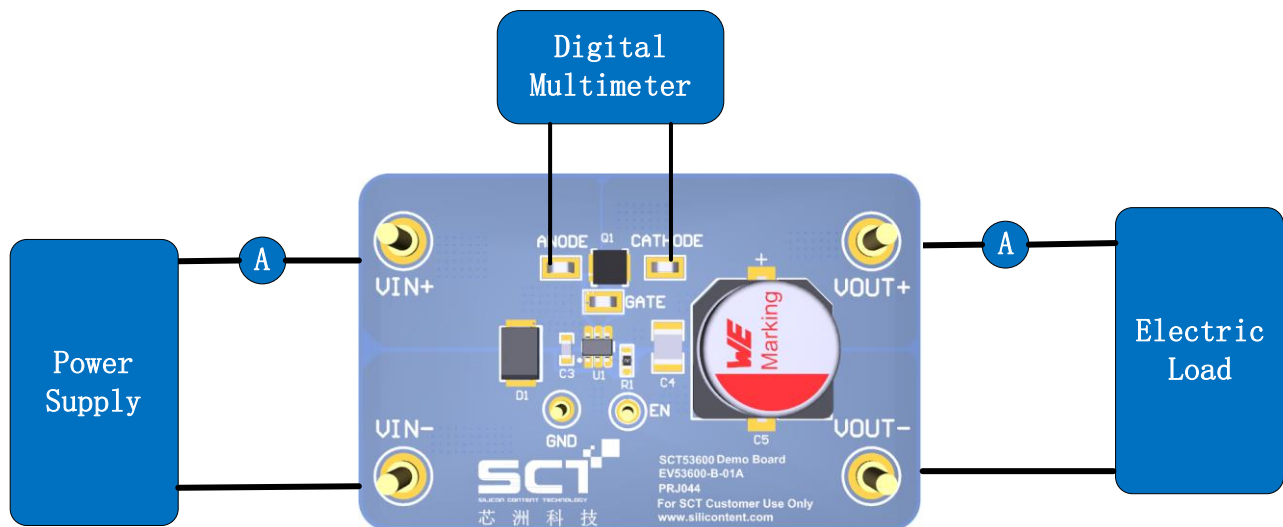 Digital
Multimeter
ANODE
Q1
CATHODE
A
A
VIN+
GATE
+
VOUT+
WE
Marking
Power
Supply
Electric
Load
C3
U1
R1
C4
D1
EN
GND
VIN-
VOUT-
C5
SCT
SILICON CONTENT TECHNOLOGY
芯洲科技
SCT53600 Demo Board
EV53600-B-01A
PRJ044
For SCT Customer Use Only
www.silicontent.com